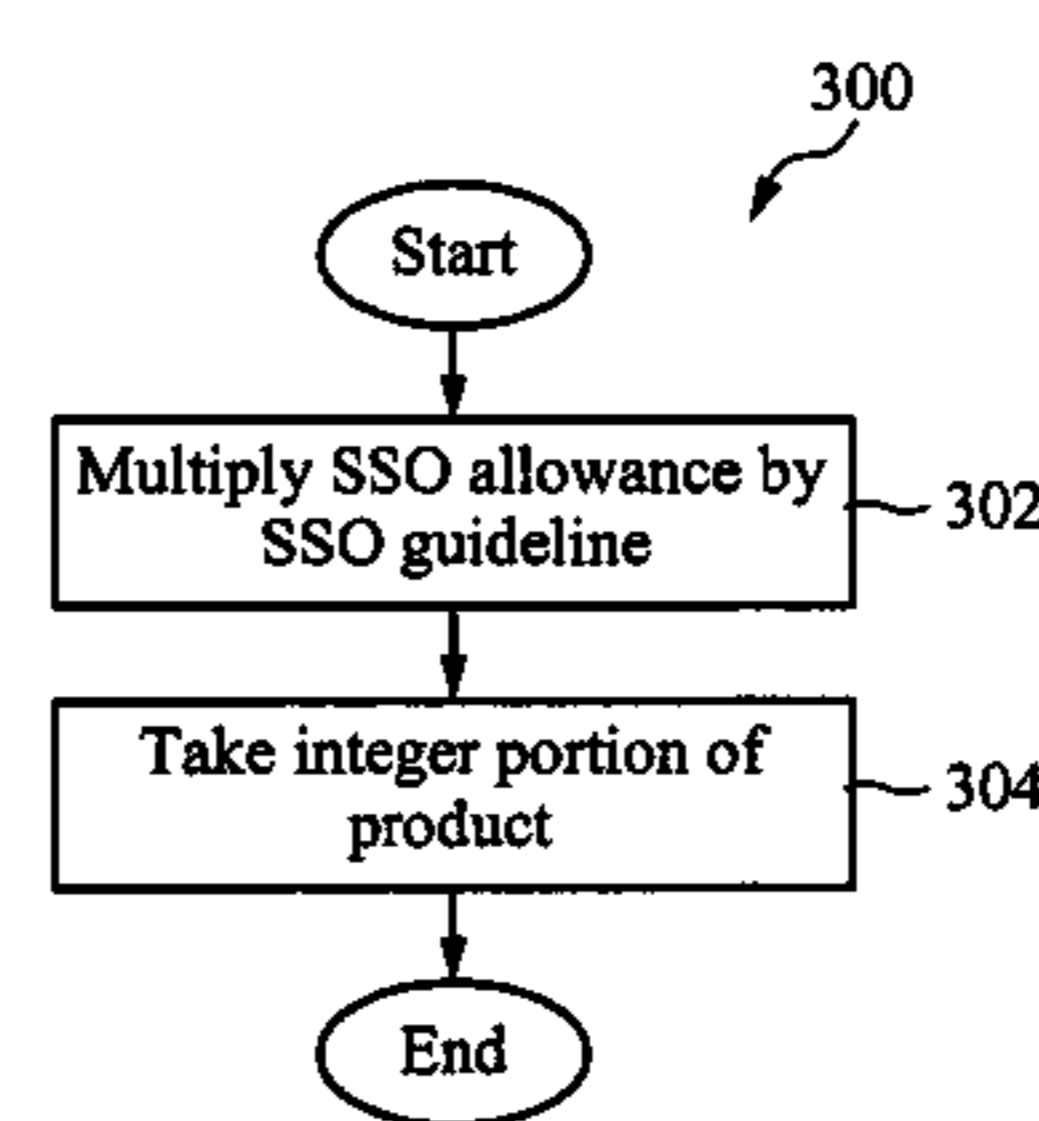 300
Start
Multiply SSO allowance by
SSO guideline
302
Take integer portion of
product
304
End